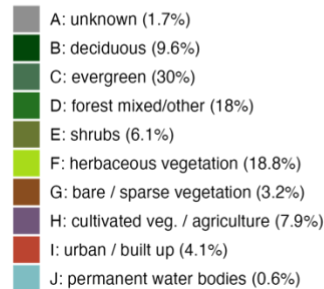 A: unknown (1.7%)
B: deciduous (9.6%)
C: evergreen (30%)
D: forest mixed/other (18%)
E: shrubs (6.1%)
F: herbaceous vegetation (18.8%)
G: bare / sparse vegetation (3.2%)
H: cultivated veg. / agriculture (7.9%)
I: urban / built up (4.1%)
J: permanent water bodies (0.6%)